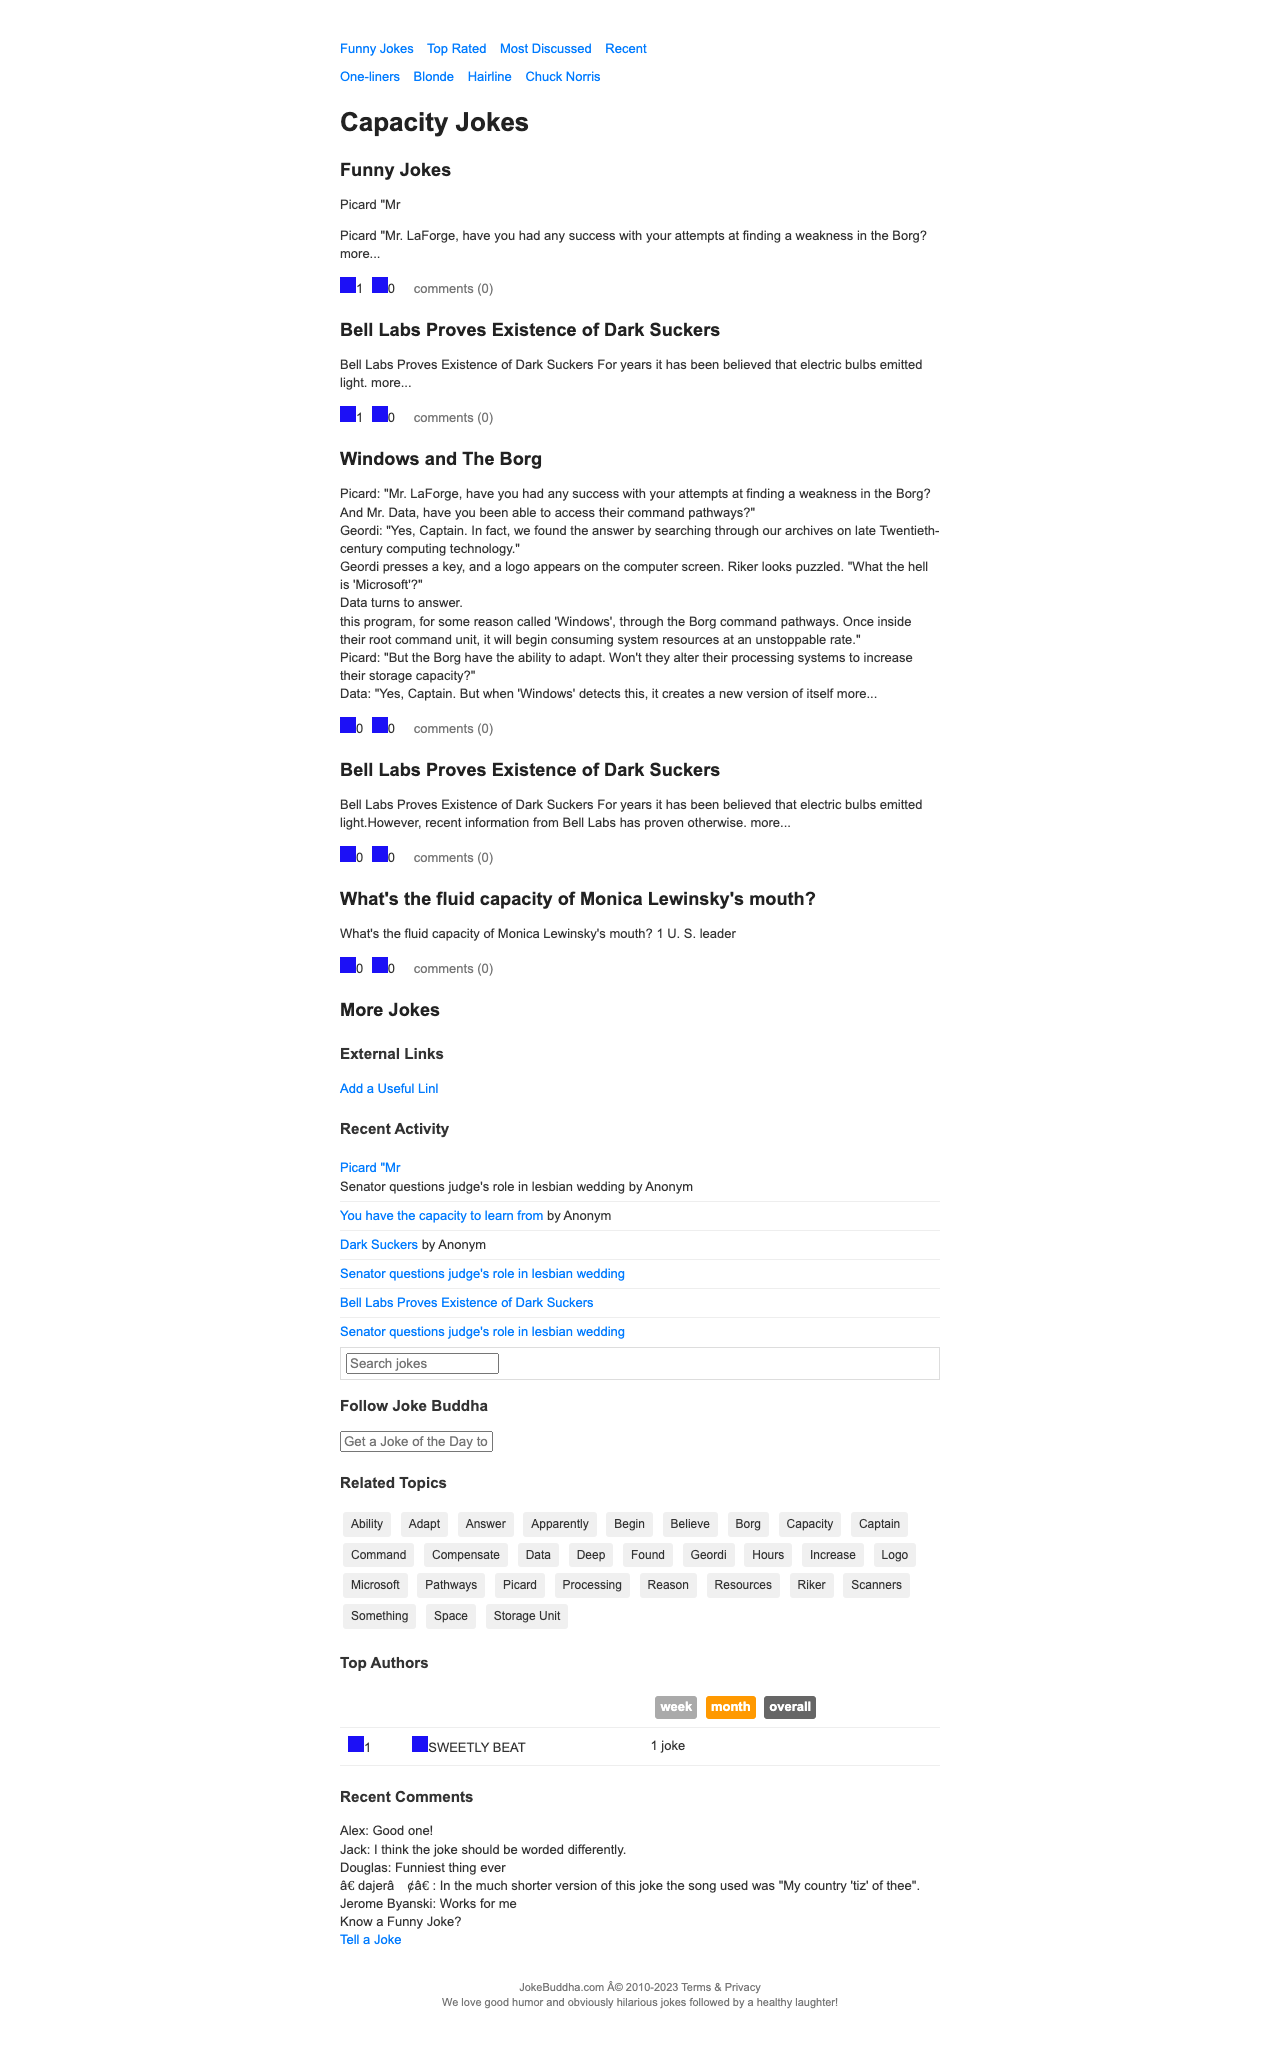 Funny Jokes Top Rated Most Discussed Recent
One-liners Blonde Hairline Chuck Norris
Capacity Jokes
Funny Jokes
Picard "Mr
Picard "Mr. LaForge, have you had any success with your attempts at finding a weakness in the Borg?
more...
1 0 comments (0)
Bell Labs Proves Existence of Dark Suckers
Bell Labs Proves Existence of Dark Suckers For years it has been believed that electric bulbs emitted
light. more...
1 0 comments (0)
Windows and The Borg
Picard: "Mr. LaForge, have you had any success with your attempts at finding a weakness in the Borg?
And Mr. Data, have you been able to access their command pathways?"
Geordi: "Yes, Captain. In fact, we found the answer by searching through our archives on late Twentieth-
century computing technology."
Geordi presses a key, and a logo appears on the computer screen. Riker looks puzzled. "What the hell
is 'Microsoft'?"
Data turns to answer.
this program, for some reason called 'Windows', through the Borg command pathways. Once inside
their root command unit, it will begin consuming system resources at an unstoppable rate."
Picard: "But the Borg have the ability to adapt. Won't they alter their processing systems to increase
their storage capacity?"
Data: "Yes, Captain. But when 'Windows' detects this, it creates a new version of itself more...
0 0 comments (0)
Bell Labs Proves Existence of Dark Suckers
Bell Labs Proves Existence of Dark Suckers For years it has been believed that electric bulbs emitted
light.However, recent information from Bell Labs has proven otherwise. more...
0 0 comments (0)
What's the fluid capacity of Monica Lewinsky's mouth?
What's the fluid capacity of Monica Lewinsky's mouth? 1 U. S. leader
0 0 comments (0)
More Jokes
External Links
Add a Useful Linl
Recent Activity
Picard "Mr
Senator questions judge's role in lesbian wedding by Anonym
You have the capacity to learn from by Anonym
Dark Suckers by Anonym
Senator questions judge's role in lesbian wedding
Bell Labs Proves Existence of Dark Suckers
Senator questions judge's role in lesbian wedding
Search jokes
Follow Joke Buddha
Get a Joke of the Day to
Related Topics
Ability Adapt Answer Apparently Begin Believe Borg Capacity Captain
Command Compensate Data Deep Found Geordi Hours Increase Logo
Microsoft Pathways Picard Processing Reason Resources Riker Scanners
Something Space Storage Unit
Top Authors
week month overall
1 SWEETLY BEAT 1 joke
Recent Comments
Alex: Good one!
Jack: I think the joke should be worded differently.
Douglas: Funniest thing ever
â€ dajerâ ¢â€ : In the much shorter version of this joke the song used was "My country 'tiz' of thee".
Jerome Byanski: Works for me
Know a Funny Joke?
Tell a Joke
JokeBuddha.com Â© 2010-2023 Terms & Privacy
We love good humor and obviously hilarious jokes followed by a healthy laughter!